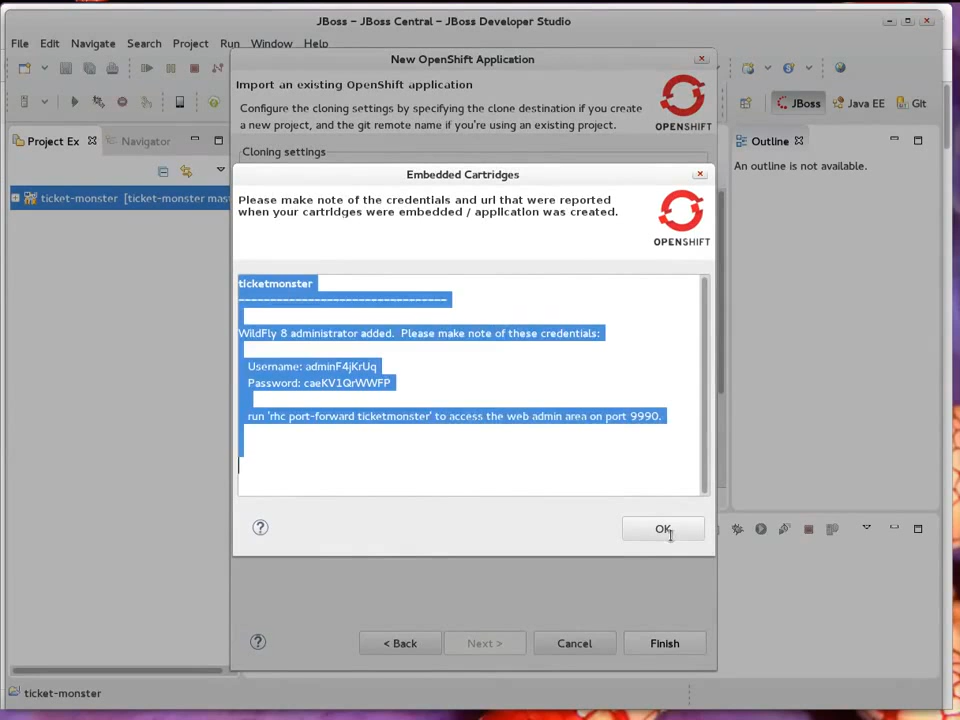 JBoss – JBoss Central – JBoss Developer Studio
File Edit Navigate Search Project Run Window Help
New OpenShift Application
Import an existing OpenShift application
Configure the cloning settings by specifying the clone destination if you create
a new project, and the git remote name if you're using an existing project.
OPENSHIFT
JBoss Java EE Git
Project Ex Navigator
Cloning settings
Outline
An outline is not available.
ticket-monster [ticket-monster mas
Embedded Cartridges
Please make note of the credentials and url that were reported
when your cartridges were embedded / application was created.
OPENSHIFT
ticketmonster
---------------------------------
WildFly 8 administrator added. Please make note of these credentials:
Username: adminF4jKrUq
Password: caeKV1QrWWFP
run 'rhc port-forward ticketmonster' to access the web admin area on port 9990.
OK
< Back Next > Cancel Finish
ticket-monster